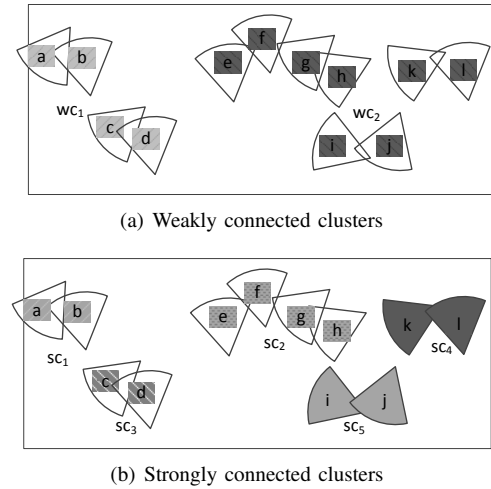 a b e f g h k l
wc1 wc2
c d i j
(a) Weakly connected clusters
a b e f g h k l
sc1 sc2 sc4
c d i j
sc3 sc5
(b) Strongly connected clusters